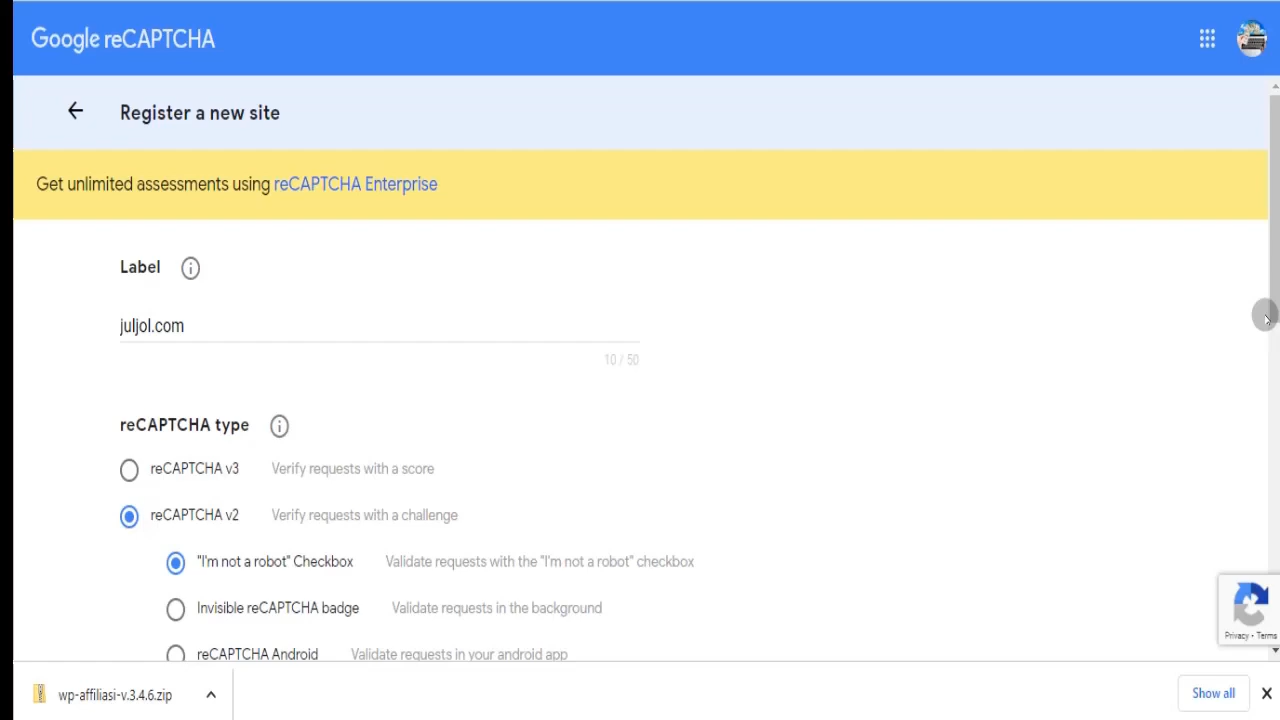 Google reCAPTCHA
Register a new site
Get unlimited assessments using reCAPTCHA Enterprise
Label
juljol.com
10 / 50
reCAPTCHA type
reCAPTCHA v3 Verify requests with a score
reCAPTCHA v2 Verify requests with a challenge
"I'm not a robot" Checkbox Validate requests with the "I'm not a robot" checkbox
Invisible reCAPTCHA badge Validate requests in the background
reCAPTCHA Android Validate requests in your android app
Privacy - Terms
wp-affiliasi-v.3.4.6.zip
Show all